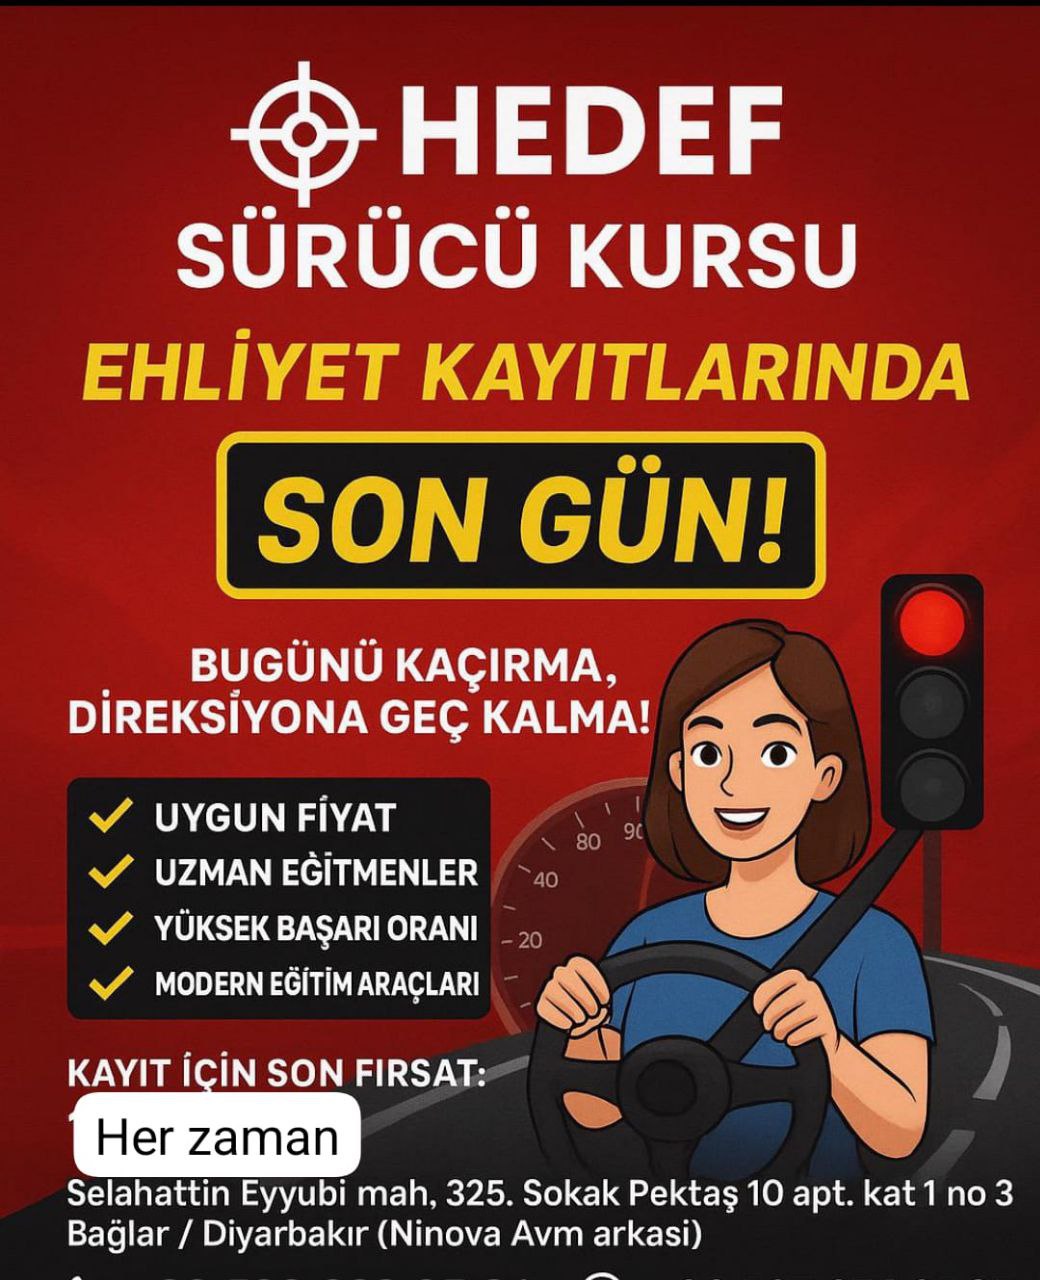 HEDEF
SÜRÜCÜ KURSU
EHLİYET KAYITLARINDA
SON GÜN!
BUGÜNÜ KAÇIRMA,
DİREKSİYONA GEÇ KALMA!
UYGUN FİYAT
UZMAN EĞİTMENLER
YÜKSEK BAŞARI ORANI
MODERN EĞİTİM ARAÇLARI
80 90
40
20
KAYIT İÇİN SON FIRSAT:
Her zaman
Selahattin Eyyubi mah, 325. Sokak Pektaş 10 apt. kat 1 no 3
Bağlar / Diyarbakır (Ninova Avm arkasi)